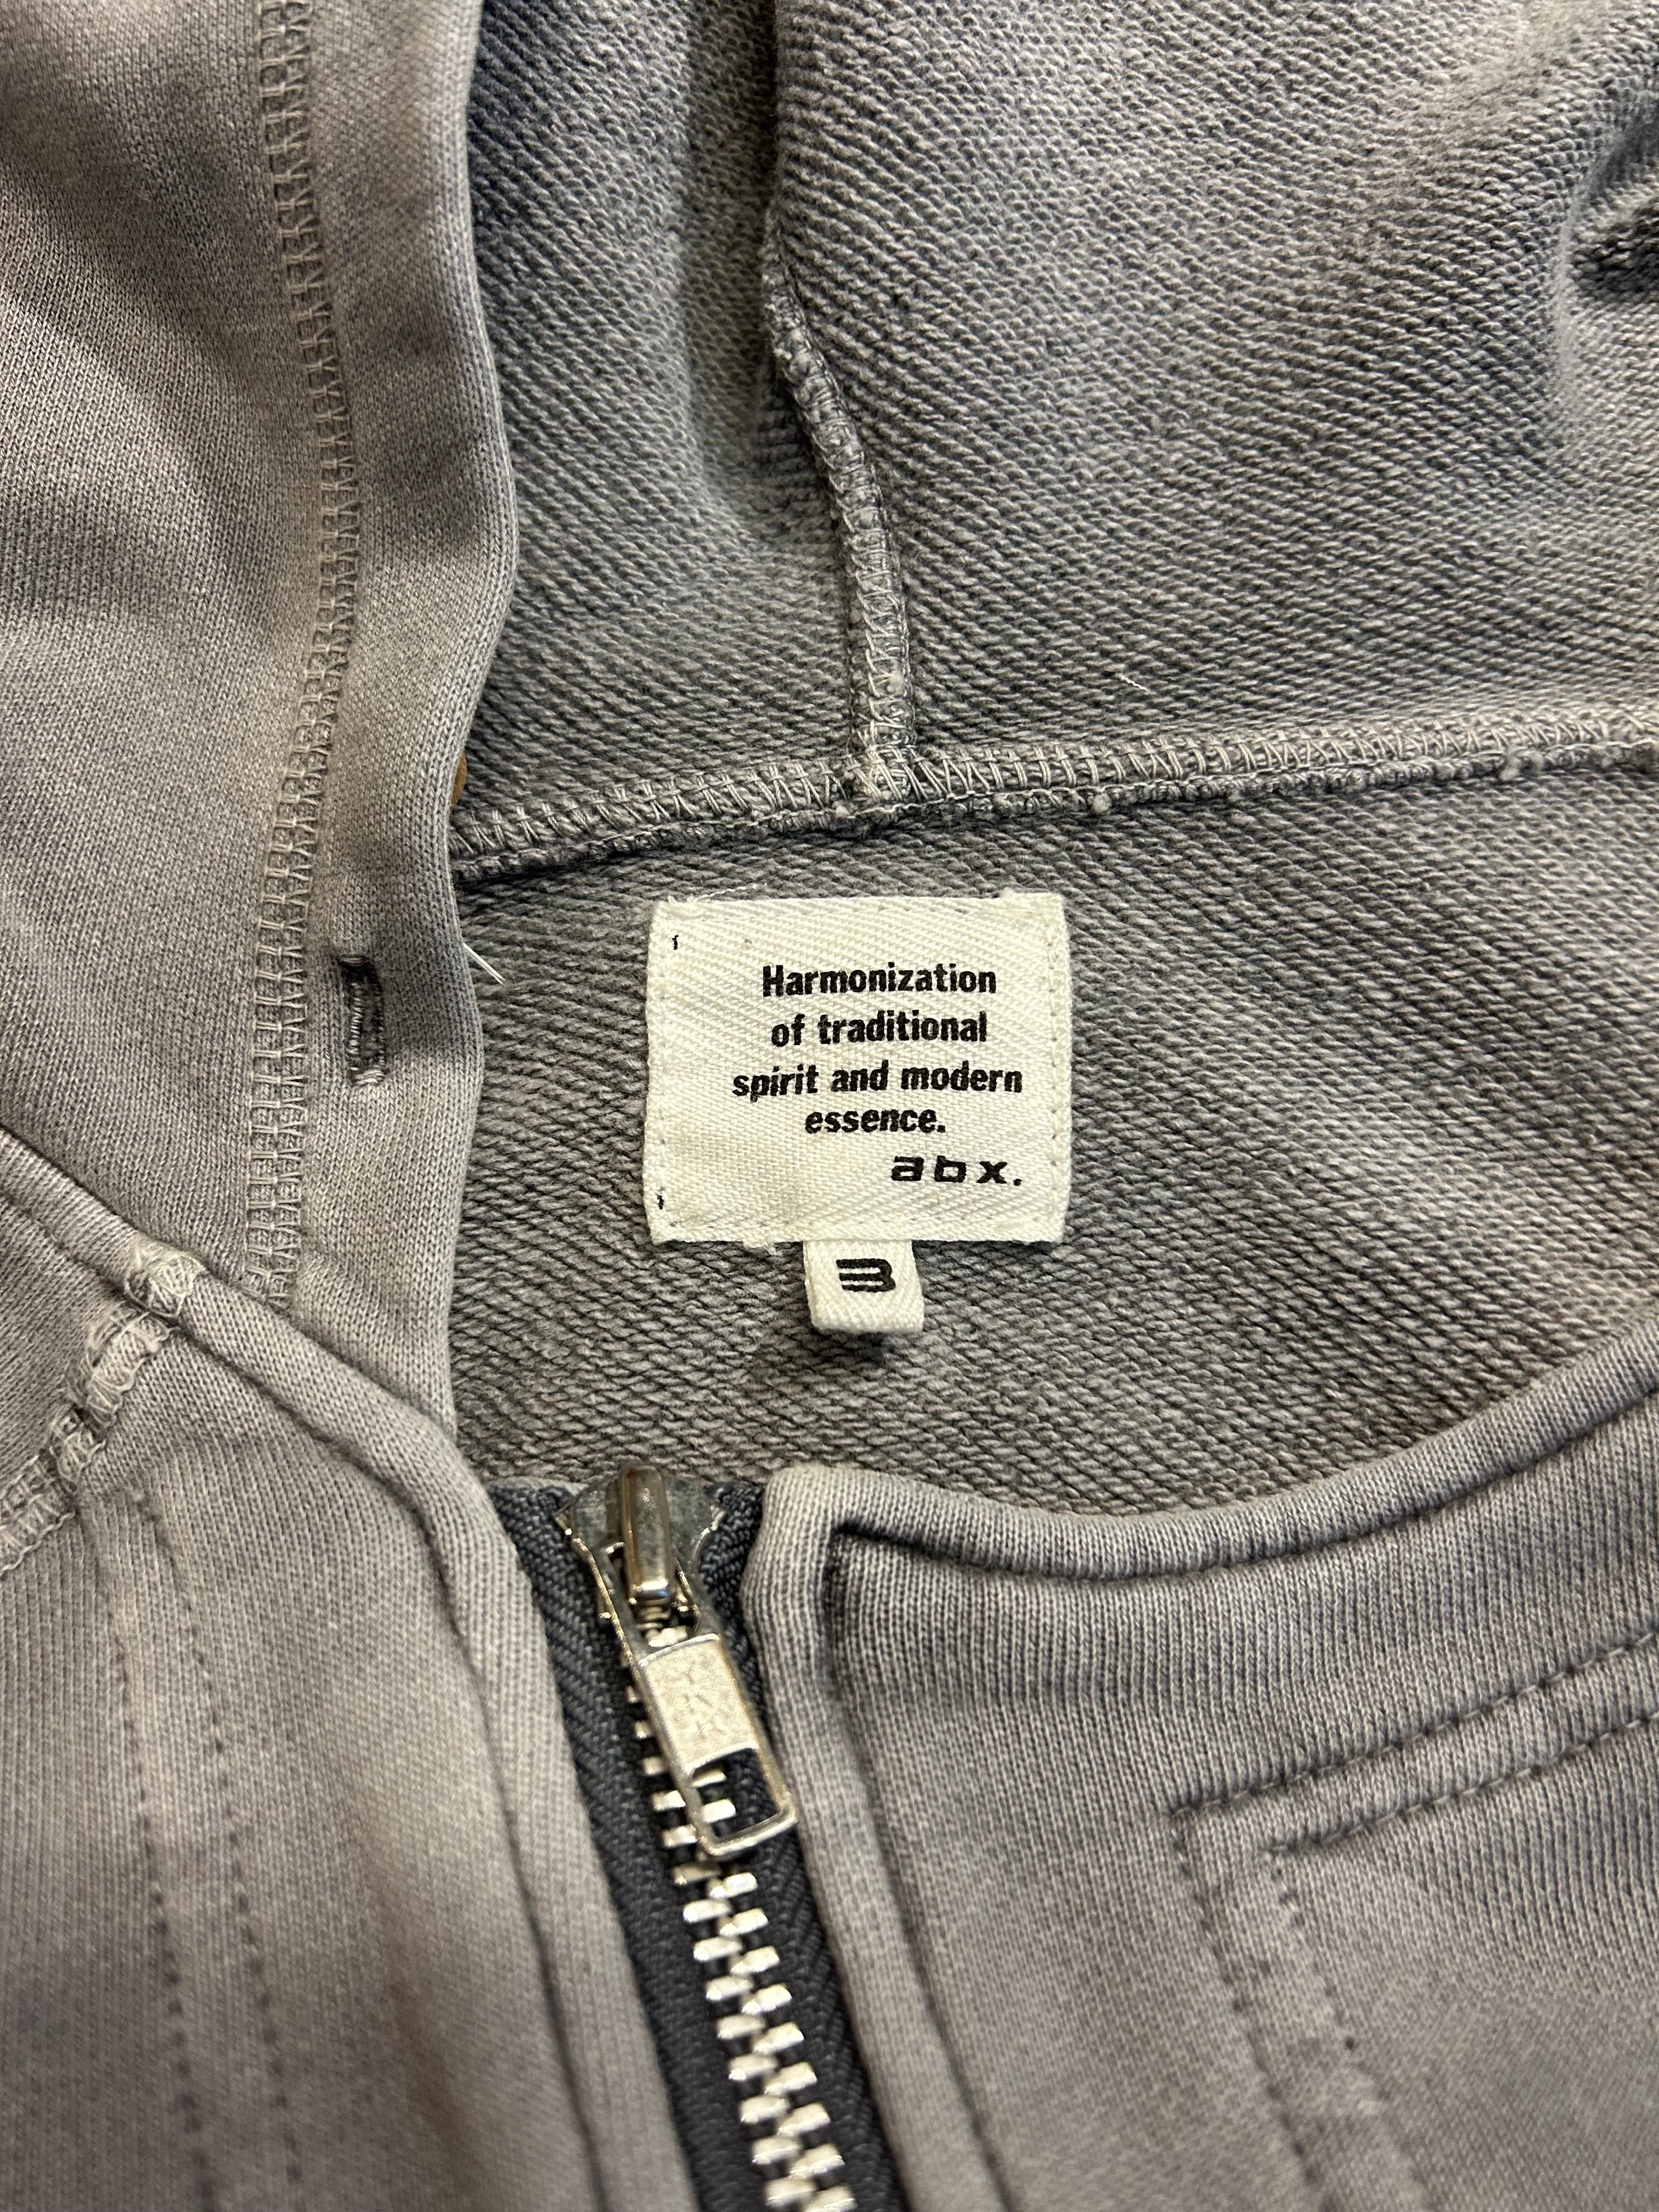 Harmonization
of traditional
spirit and modern
essence.
abx.
3